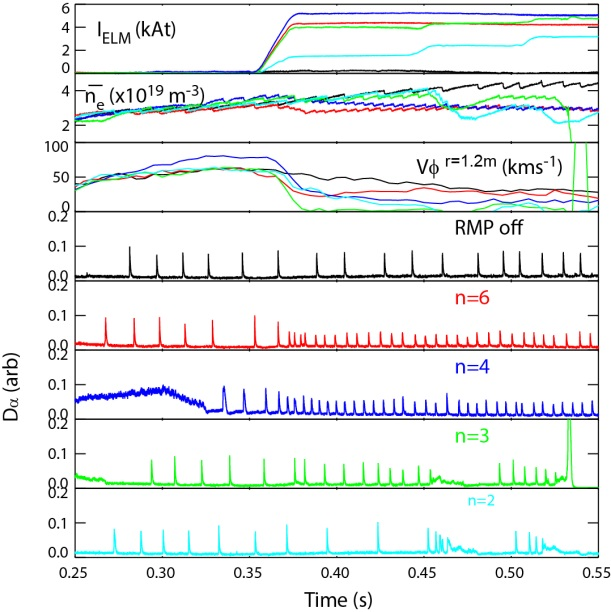 6
I_ELM (kAt)
4
2
0
n̅e (x10¹⁹ m⁻³)
4
2
100
Vϕ r=1.2m (kms⁻¹)
50
0
0.2
RMP off
0.1
0.0
0.2
n=6
0.1
0.0
0.2
n=4
0.1
0.0
Dα (arb)
0.2
n=3
0.1
0.0
0.2
n=2
0.1
0.0
0.25 0.30 0.35 0.40 0.45 0.50 0.55
Time (s)